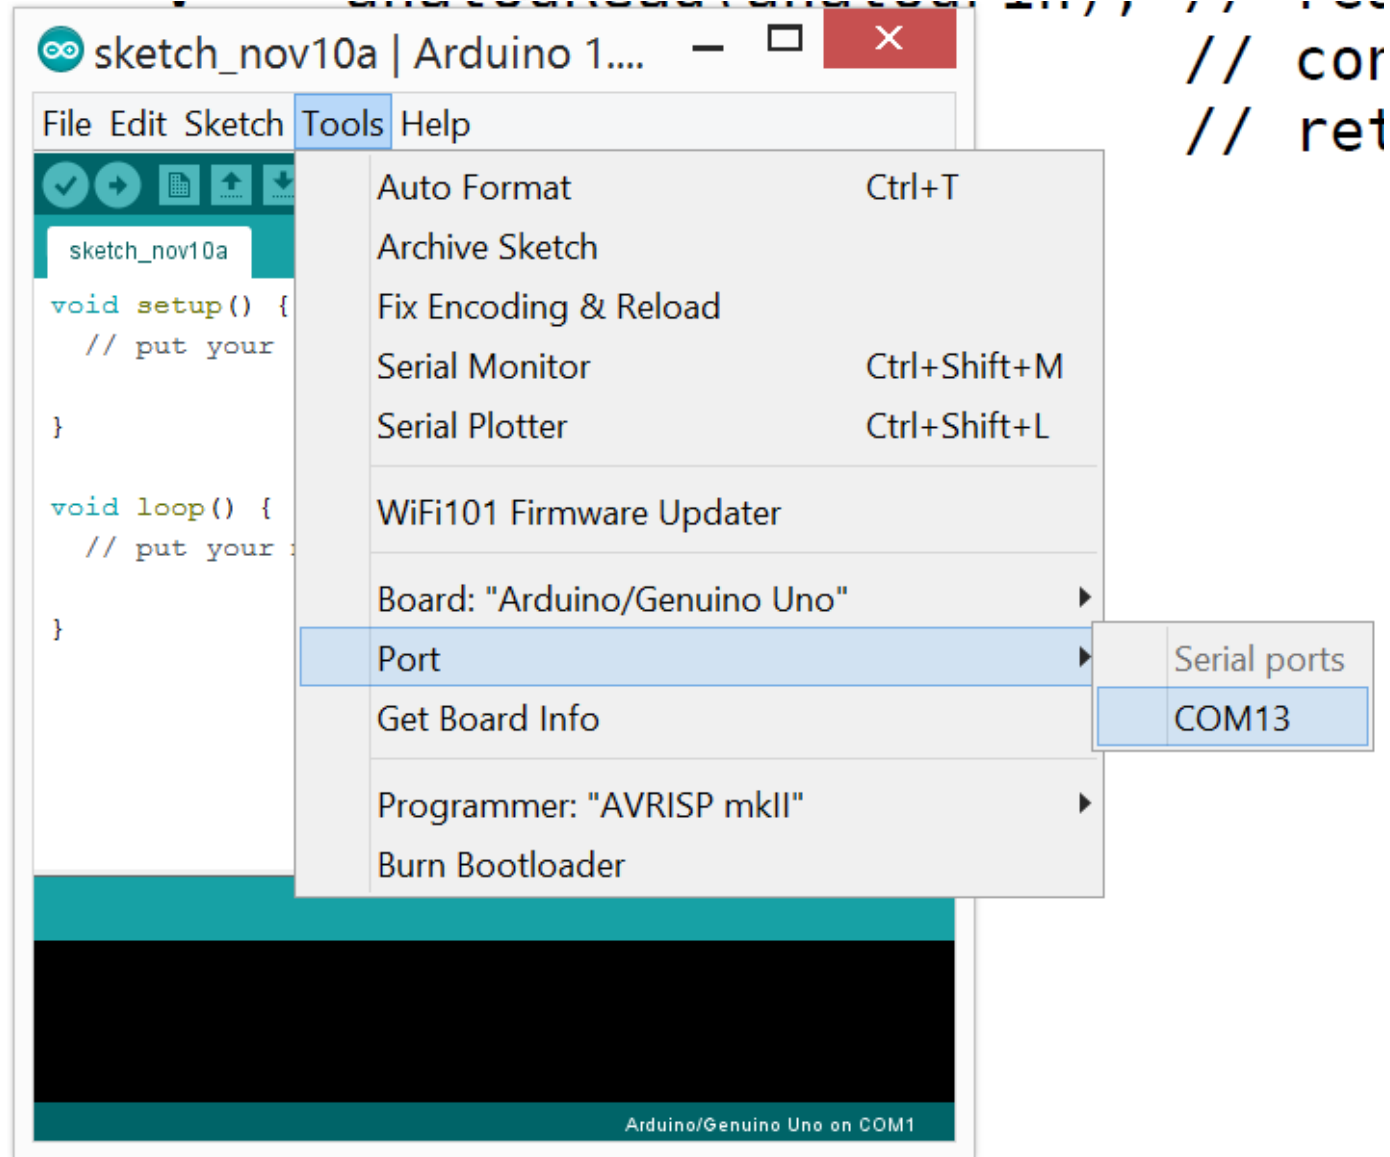 // con
// ret
sketch_nov10a | Arduino 1....
File Edit Sketch Tools Help
sketch_nov10a
void setup() {
// put your
}
void loop() {
// put your
}
Auto Format Ctrl+T
Archive Sketch
Fix Encoding & Reload
Serial Monitor Ctrl+Shift+M
Serial Plotter Ctrl+Shift+L
WiFi101 Firmware Updater
Board: "Arduino/Genuino Uno"
Port
Get Board Info
Programmer: "AVRISP mkII"
Burn Bootloader
Serial ports
COM13
Arduino/Genuino Uno on COM1